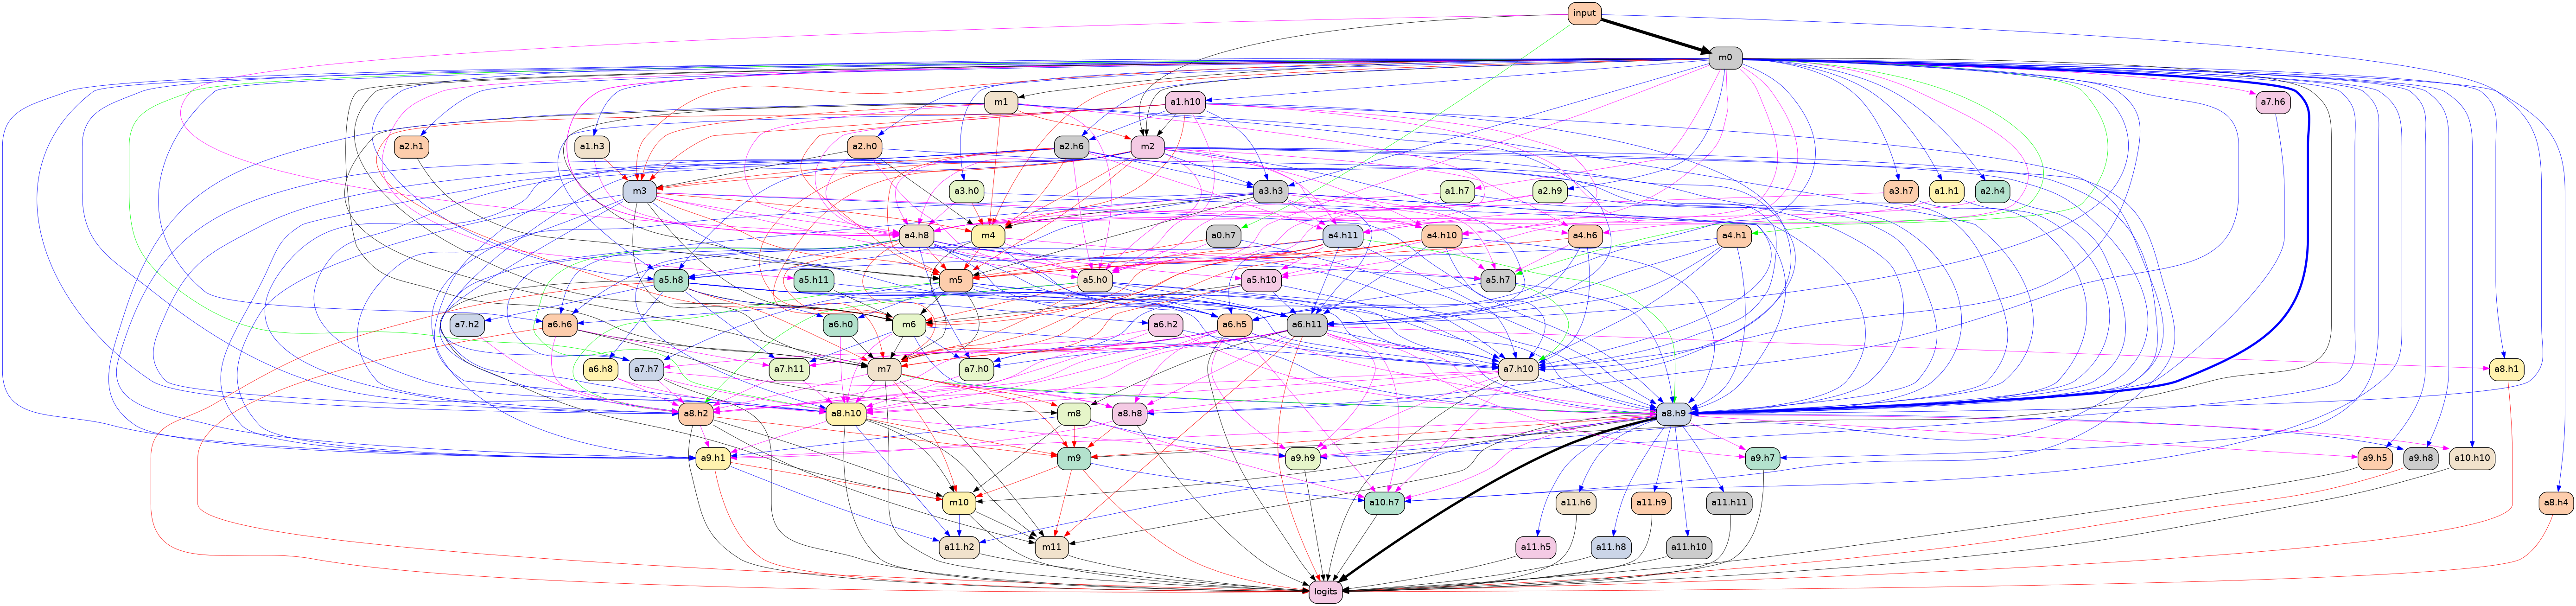 input
m0
m1 a1.h10 a7.h6
a2.h1 a1.h3 a2.h0 a2.h6 m2
m3 a3.h0 a3.h3 a1.h7 a2.h9 a3.h7 a1.h1 a2.h4
a4.h8 m4 a0.h7 a4.h11 a4.h10 a4.h6 a4.h1
a5.h8 a5.h11 m5 a5.h0 a5.h10 a5.h7
a7.h2 a6.h6 a6.h0 m6 a6.h2 a6.h5 a6.h11
a6.h8 a7.h7 a7.h11 m7 a7.h0 a7.h10 a8.h1
a8.h2 a8.h10 m8 a8.h8 a8.h9
a9.h1 m9 a9.h9 a9.h7 a9.h5 a9.h8 a10.h10
m10 a10.h7 a11.h6 a11.h9 a11.h11 a8.h4
a11.h2 m11 a11.h5 a11.h8 a11.h10
logits